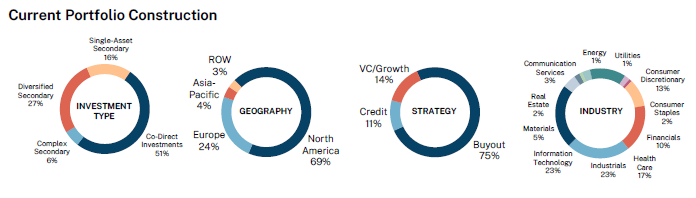 Current Portfolio Construction
Single-Asset
Secondary
16%
Diversified
Secondary
27%
INVESTMENT
TYPE
Complex
Secondary
6%
Co-Direct
Investments
51%
ROW
3%
Asia-
Pacific
4%
GEOGRAPHY
Europe
24%
North
America
69%
VC/Growth
14%
Credit
11%
STRATEGY
Buyout
75%
Energy
1%
Utilities
1%
Communication
Services
3%
Consumer
Discretionary
13%
Real
Estate
2%
Consumer
Staples
2%
INDUSTRY
Materials
5%
Financials
10%
Information
Technology
23%
Industrials
23%
Health
Care
17%